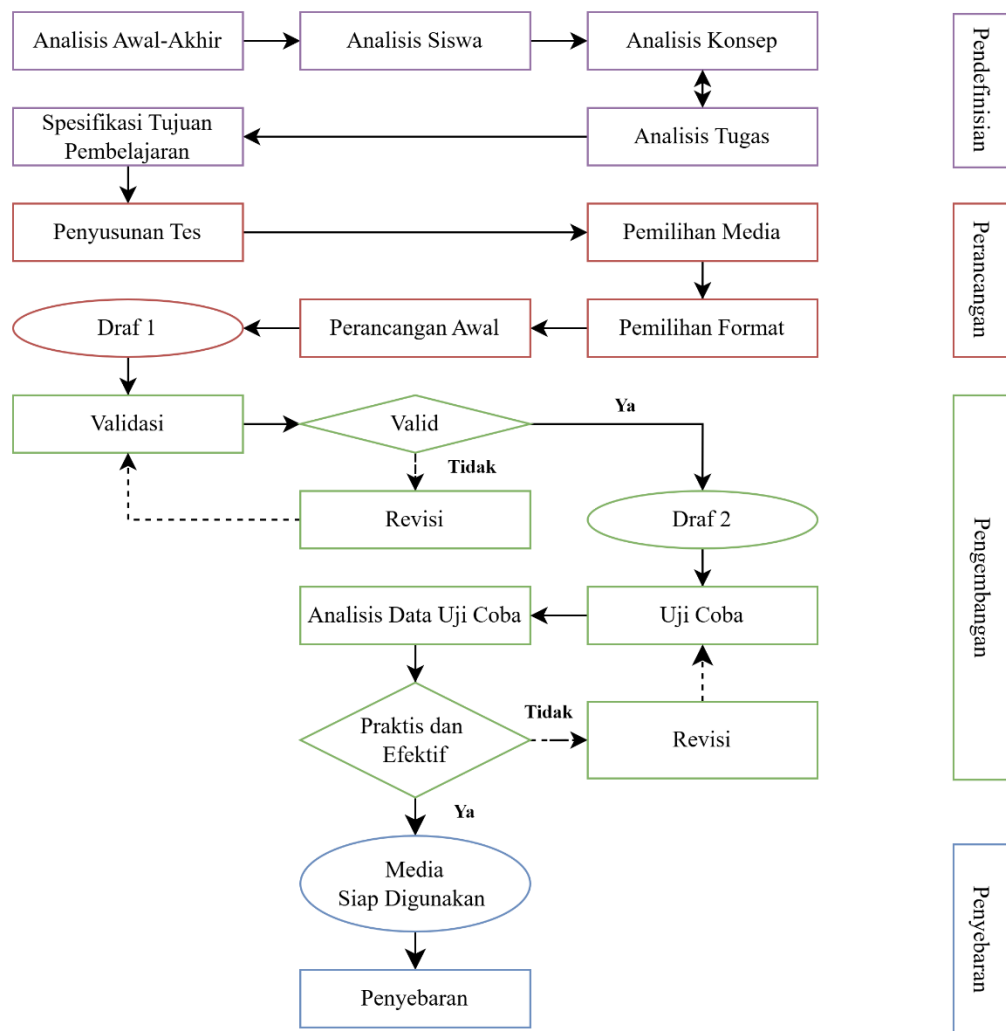 Analisis Awal-Akhir
Analisis Siswa
Analisis Konsep
Pendefinisian
Spesifikasi Tujuan
Pembelajaran
Analisis Tugas
Penyusunan Tes
Pemilihan Media
Perancangan
Draf 1
Perancangan Awal
Pemilihan Format
Validasi
Valid
Ya
Tidak
Revisi
Draf 2
Pengembangan
Analisis Data Uji Coba
Uji Coba
Praktis dan
Efektif
Tidak
Revisi
Ya
Media
Siap Digunakan
Penyebaran
Penyebaran